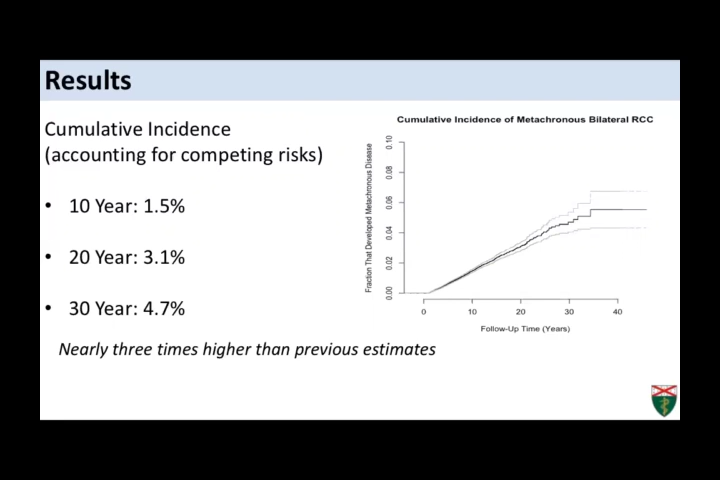 Results
Cumulative Incidence
(accounting for competing risks)
• 10 Year: 1.5%
• 20 Year: 3.1%
• 30 Year: 4.7%
Nearly three times higher than previous estimates
Cumulative Incidence of Metachronous Bilateral RCC
Fraction That Developed Metachronous Disease
0.10
0.08
0.06
0.04
0.02
0.00
0 10 20 30 40
Follow-Up Time (Years)